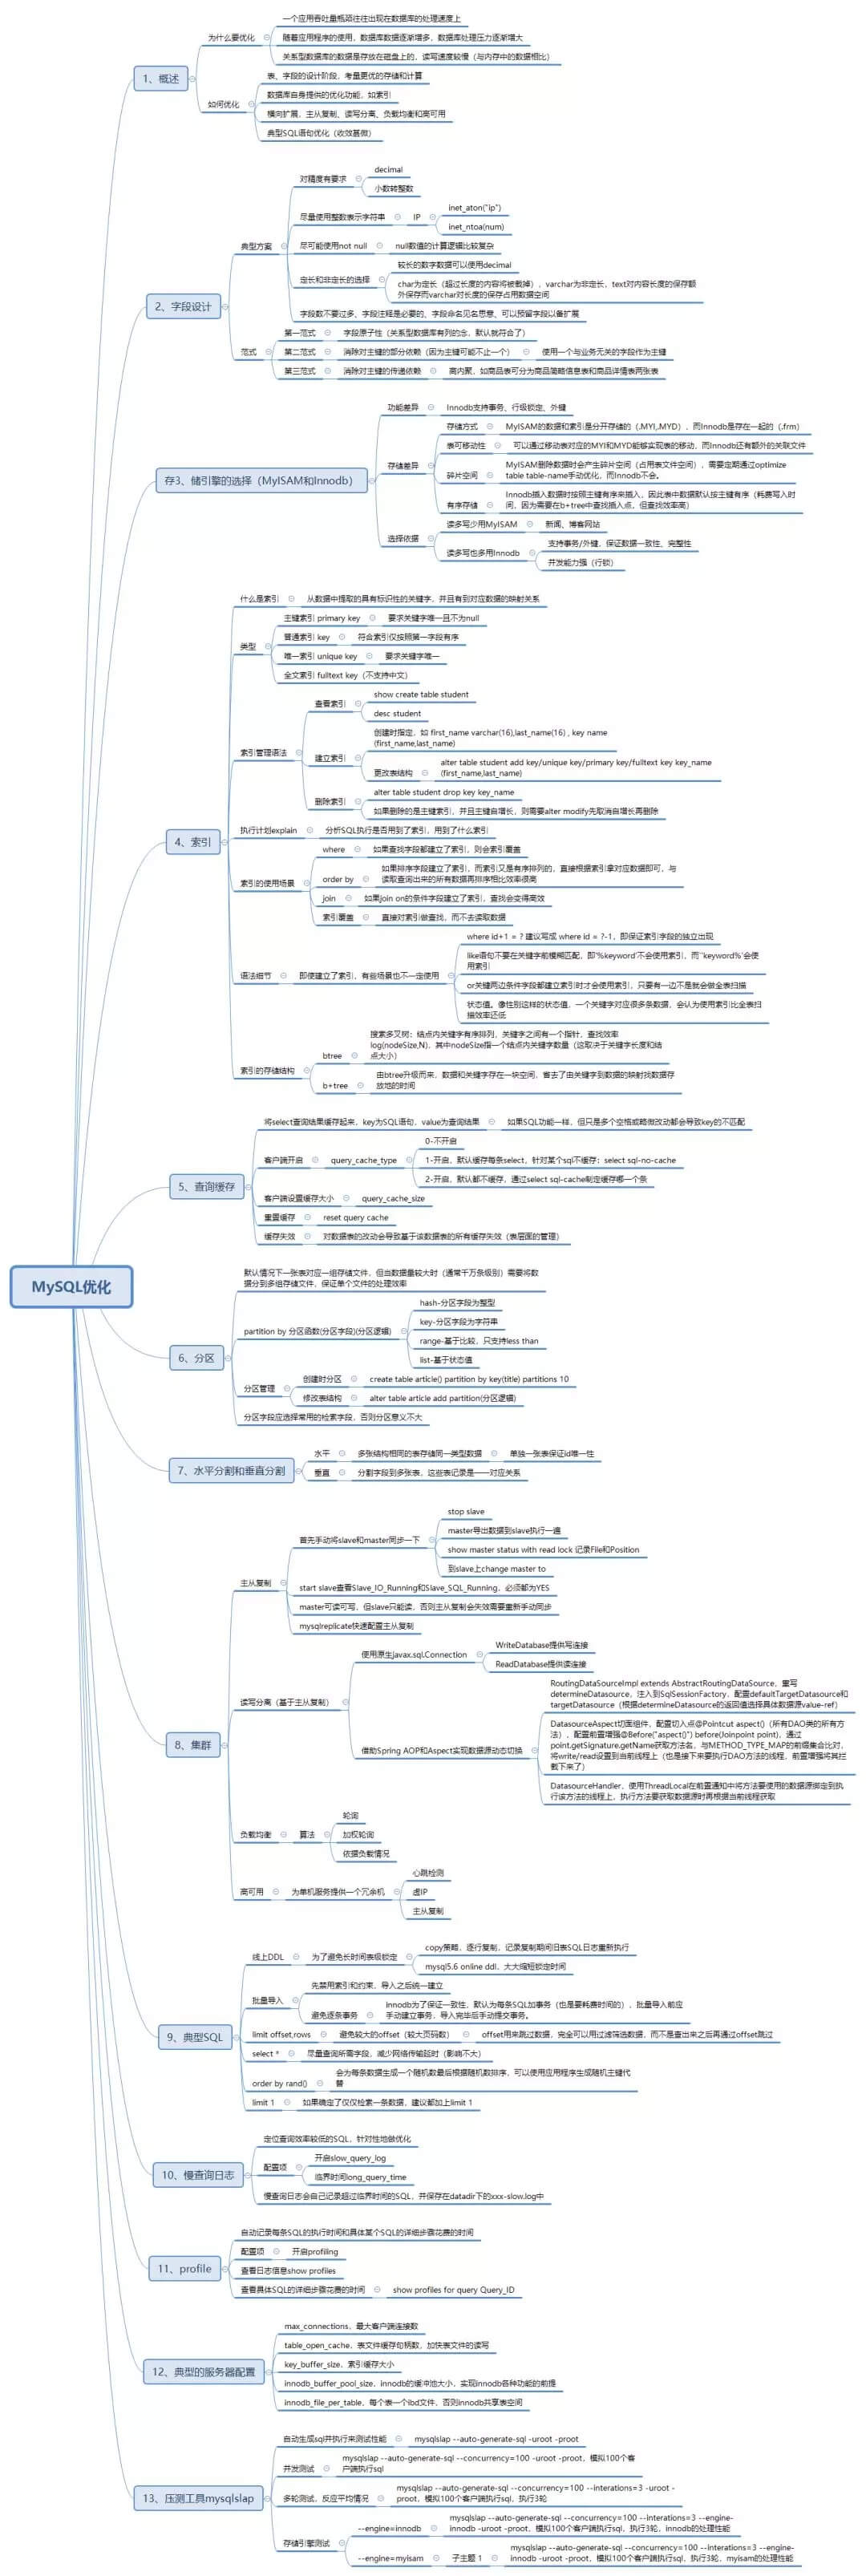 MySQL优化
1、概述
为什么要优化
一个应用吞吐量瓶颈往往出现在数据库的处理速度上
随着应用程序的使用，数据库数据逐渐增多，数据库处理压力逐渐增大
关系型数据库的数据是存放在磁盘上的，读写速度较慢（与内存中的数据相比）
如何优化
表、字段的设计阶段，考量更优的存储和计算
数据库自身提供的优化功能，如索引
横向扩展，主从复制、读写分离、负载均衡和高可用
典型SQL语句优化（收效甚微）
2、字段设计
典型方案
对精度有要求
decimal
小数转整数
尽量使用整数表示字符串
IP
inet_aton("ip")
inet_ntoa(num)
尽可能使用not null
null数值的计算逻辑比较复杂
定长和非定长的选择
较长的数字数据可以使用decimal
char为定长（超过长度的内容将被截掉），varchar为非定长，text对内容长度的保存额
外保存而varchar对长度的保存占用数据空间
字段数不要过多、字段注释是必要的、字段命名见名思意、可以预留字段以备扩展
范式
第一范式
字段原子性（关系型数据库有列的念，默认就符合了）
第二范式
消除对主键的部分依赖（因为主键可能不止一个）
使用一个与业务无关的字段作为主键
第三范式
消除对主键的传递依赖
高内聚，如商品表可分为商品简略信息表和商品详情表两张表
存3、储引擎的选择（MyISAM和Innodb）
功能差异
Innodb支持事务、行级锁定、外键
存储差异
存储方式
MyISAM的数据和索引是分开存储的（.MYI,.MYD），而Innodb是存在一起的（.frm）
表可移动性
可以通过移动表对应的MYI和MYD能够实现表的移动，而Innodb还有额外的关联文件
碎片空间
MyISAM删除数据时会产生碎片空间（占用表文件空间），需要定期通过optimize
table table-name手动优化，而Innodb不会。
有序存储
Innodb插入数据时按照主键有序来插入，因此表中数据默认按主键有序（耗费写入时
间，因为需要在b+tree中查找插入点，但查找效率高）
选择依据
读多写少用MyISAM
新闻、博客网站
读多写也多用Innodb
支持事务/外键，保证数据一致性、完整性
并发能力强（行锁）
4、索引
什么是索引
从数据中提取的具有标识性的关键字，并且有到对应数据的映射关系
类型
主键索引 primary key
要求关键字唯一且不为null
普通索引 key
符合索引仅按照第一字段有序
唯一索引 unique key
要求关键字唯一
全文索引 fulltext key（不支持中文）
索引管理语法
查看索引
show create table student
desc student
建立索引
创建时指定，如 first_name varchar(16),last_name(16) , key name
(first_name,last_name)
更改表结构
alter table student add key/unique key/primary key/fulltext key key_name
(first_name,last_name)
删除索引
alter table student drop key key_name
如果删除的是主键索引，并且主键自增长，则需要alter modify先取消自增长再删除
执行计划explain
分析SQL执行是否用到了索引，用到了什么索引
索引的使用场景
where
如果查找字段都建立了索引，则会索引覆盖
order by
如果排序字段建立了索引，而索引又是有序排列的，直接根据索引拿对应数据即可，与
读取查询出来的所有数据再排序相比效率很高
join
如果join on的条件字段建立了索引，查找会变得高效
索引覆盖
直接对索引做查找，而不去读取数据
语法细节
即使建立了索引，有些场景也不一定使用
where id+1 = ? 建议写成 where id = ?-1，即保证索引字段的独立出现
like语句不要在关键字前模糊匹配，即'%keyword'不会使用索引，而''keyword%'会使
用索引
or关键两边条件字段都建立索引时才会使用索引，只要有一边不是就会做全表扫描
状态值。像性别这样的状态值，一个关键字对应很多条数据，会认为使用索引比全表扫
描效率还低
索引的存储结构
btree
搜索多叉树：结点内关键字有序排列，关键字之间有一个指针，查找效率
log(nodeSize,N)，其中nodeSize指一个结点内关键字数量（这取决于关键字长度和结
点大小）
b+tree
由btree升级而来，数据和关键字存在一块空间，省去了由关键字到数据的映射找数据存
放地的时间
5、查询缓存
将select查询结果缓存起来，key为SQL语句，value为查询结果
如果SQL功能一样，但只是多个空格或略微改动都会导致key的不匹配
客户端开启
query_cache_type
0-不开启
1-开启，默认缓存每条select，针对某个sql不缓存：select sql-no-cache
2-开启，默认都不缓存，通过select sql-cache制定缓存哪一个条
客户端设置缓存大小
query_cache_size
重置缓存
reset query cache
缓存失效
对数据表的改动会导致基于该数据表的所有缓存失效（表层面的管理）
6、分区
默认情况下一张表对应一组存储文件，但当数据量较大时（通常千万条级别）需要将数
据分到多组存储文件，保证单个文件的处理效率
partition by 分区函数(分区字段)(分区逻辑)
hash-分区字段为整型
key-分区字段为字符串
range-基于比较，只支持less than
list-基于状态值
分区管理
创建时分区
create table article() partition by key(title) partitions 10
修改表结构
alter table article add partition(分区逻辑)
分区字段应选择常用的检索字段，否则分区意义不大
7、水平分割和垂直分割
水平
多张结构相同的表存储同一类型数据
单独一张表保证id唯一性
垂直
分割字段到多张表，这些表记录是一一对应关系
8、集群
主从复制
首先手动将slave和master同步一下
stop slave
master导出数据到slave执行一遍
show master status with read lock 记录File和Position
到slave上change master to
start slave查看Slave_IO_Running和Slave_SQL_Running，必须都为YES
master可读可写，但slave只能读，否则主从复制会失效需要重新手动同步
mysqlreplicate快速配置主从复制
读写分离（基于主从复制）
使用原生javax.sql.Connection
WriteDatabase提供写连接
ReadDatabase提供读连接
借助Spring AOP和Aspect实现数据源动态切换
RoutingDataSourceImpl extends AbstractRoutingDataSource，重写
determineDatasource，注入到SqlSessionFactory，配置defaultTargetDatasource和
targetDatasource（根据determineDatasource的返回值选择具体数据源value-ref）
DatasourceAspect切面组件，配置切入点@Pointcut aspect()（所有DAO类的所有方
法），配置前置增强@Before("aspect()") before(Joinpoint point)，通过
point.getSignature.getName获取方法名，与METHOD_TYPE_MAP的前缀集合比对，
将write/read设置到当前线程上（也是接下来要执行DAO方法的线程，前置增强将其拦
截下来了）
DatasourceHandler，使用ThreadLocal在前置通知中将方法要使用的数据源绑定到执
行该方法的线程上，执行方法要获取数据源时再根据当前线程获取
负载均衡
算法
轮询
加权轮询
依据负载情况
高可用
为单机服务提供一个冗余机
心跳检测
虚IP
主从复制
9、典型SQL
线上DDL
为了避免长时间表级锁定
copy策略，逐行复制，记录复制期间旧表SQL日志重新执行
mysql5.6 online ddl，大大缩短锁定时间
批量导入
先禁用索引和约束，导入之后统一建立
避免逐条事务
Innodb为了保证一致性，默认为每条SQL加事务（也是要耗费时间的），批量导入前应
手动建立事务，导入完毕后手动提交事务。
limit offset,rows
避免较大的offset（较大页码数）
offset用来跳过数据，完全可以用过滤筛选数据，而不是查出来之后再通过offset跳过
select *
尽量查询所需字段，减少网络传输延时（影响不大）
order by rand()
会为每条数据生成一个随机数最后根据随机数排序，可以使用应用程序生成随机主键代
替
limit 1
如果确定了仅仅检索一条数据，建议都加上limit 1
10、慢查询日志
定位查询效率较低的SQL，针对性地做优化
配置项
开启slow_query_log
临界时间long_query_time
慢查询日志会自己记录超过临界时间的SQL，并保存在datadir下的xxx-slow.log中
11、profile
自动记录每条SQL的执行时间和具体某个SQL的详细步骤花费的时间
配置项
开启profiling
查看日志信息show profiles
查看具体SQL的详细步骤花费的时间
show profiles for query Query_ID
12、典型的服务器配置
max_connections，最大客户端连接数
table_open_cache，表文件缓存句柄数，加快表文件的读写
key_buffer_size，索引缓存大小
innodb_buffer_pool_size，innodb的缓冲池大小，实现innodb各种功能的前提
innodb_file_per_table，每个表一个ibd文件，否则innodb共享表空间
13、压测工具mysqlslap
自动生成sql并执行来测试性能
mysqlslap --auto-generate-sql -uroot -proot
并发测试
mysqlslap --auto-generate-sql --concurrency=100 -uroot -proot，模拟100个客
户端执行sql
多轮测试，反应平均情况
mysqlslap --auto-generate-sql --concurrency=100 --interations=3 -uroot -
proot，模拟100个客户端执行sql，执行3轮
存储引擎测试
--engine=innodb
mysqlslap --auto-generate-sql --concurrency=100 --interations=3 --engine-
innodb -uroot -proot，模拟100个客户端执行sql，执行3轮，innodb的处理性能
--engine=myisam
子主题 1
mysqlslap --auto-generate-sql --concurrency=100 --interations=3 --engine-
innodb -uroot -proot，模拟100个客户端执行sql，执行3轮，myisam的处理性能